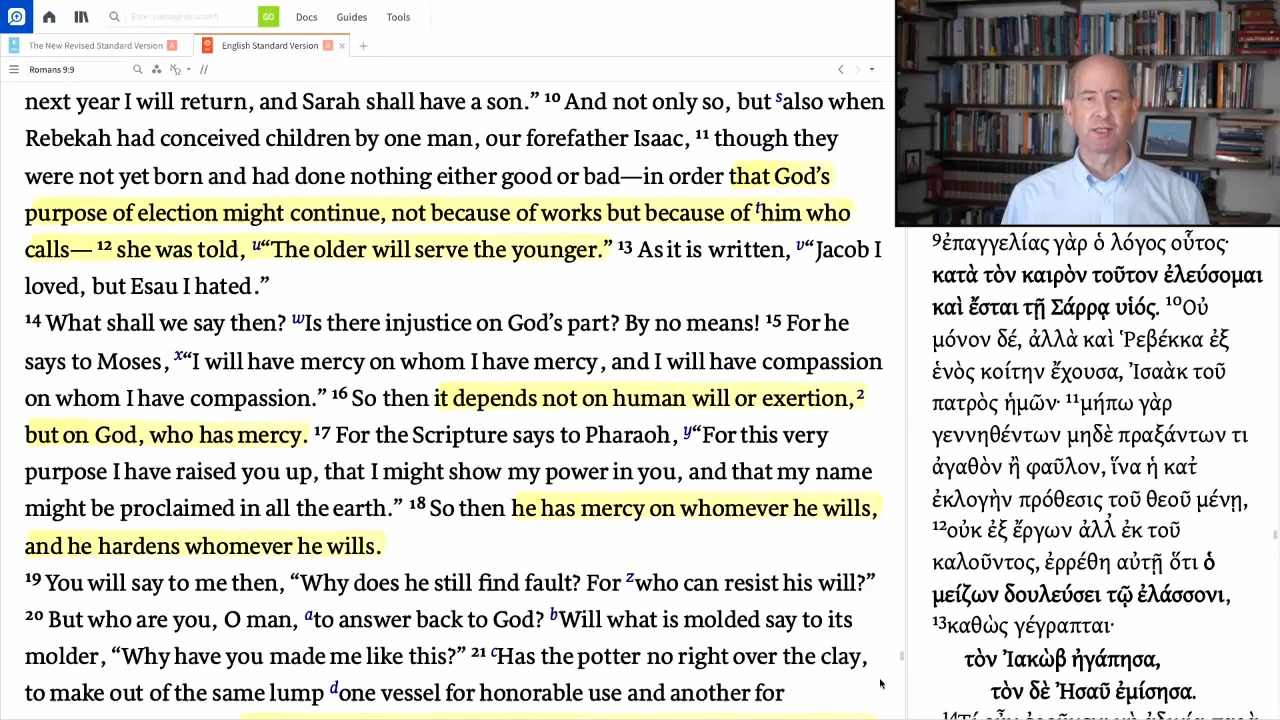 Enter passage or search
GO
Docs
Guides
Tools
The New Revised Standard Version A
English Standard Version A
Romans 9:9
next year I will return, and Sarah shall have a son.” 10 And not only so, but s also when
Rebekah had conceived children by one man, our forefather Isaac, 11 though they
were not yet born and had done nothing either good or bad—in order that God’s
purpose of election might continue, not because of works but because of t him who
calls— 12 she was told, u “The older will serve the younger.” 13 As it is written, v “Jacob I
loved, but Esau I hated.”
14 What shall we say then? w Is there injustice on God’s part? By no means! 15 For he
says to Moses, x “I will have mercy on whom I have mercy, and I will have compassion
on whom I have compassion.” 16 So then it depends not on human will or exertion, 2
but on God, who has mercy. 17 For the Scripture says to Pharaoh, y “For this very
purpose I have raised you up, that I might show my power in you, and that my name
might be proclaimed in all the earth.” 18 So then he has mercy on whomever he wills,
and he hardens whomever he wills.
19 You will say to me then, “Why does he still find fault? For z who can resist his will?”
20 But who are you, O man, a to answer back to God? b Will what is molded say to its
molder, “Why have you made me like this?” 21 c Has the potter no right over the clay,
to make out of the same lump d one vessel for honorable use and another for
9 ἐπαγγελίας γὰρ ὁ λόγος οὗτος·
κατὰ τὸν καιρὸν τοῦτον ἐλεύσομαι
καὶ ἔσται τῇ Σάρρᾳ υἱός. 10 Οὐ
μόνον δέ, ἀλλὰ καὶ Ῥεβέκκα ἐξ
ἑνὸς κοίτην ἔχουσα, Ἰσαὰκ τοῦ
πατρὸς ἡμῶν· 11 μήπω γὰρ
γεννηθέντων μηδὲ πραξάντων τι
ἀγαθὸν ἢ φαῦλον, ἵνα ἡ κατ̓
ἐκλογὴν πρόθεσις τοῦ θεοῦ μένῃ,
12 οὐκ ἐξ ἔργων ἀλλ̓ ἐκ τοῦ
καλοῦντος, ἐρρέθη αὐτῇ ὅτι ὁ
μείζων δουλεύσει τῷ ἐλάσσονι,
13 καθὼς γέγραπται·
τὸν Ἰακὼβ ἠγάπησα,
τὸν δὲ Ἠσαῦ ἐμίσησα.